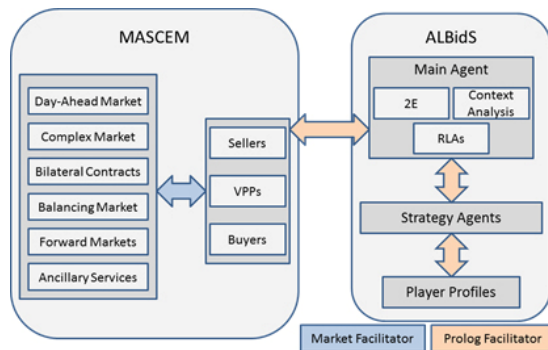 MASCEM
Day-Ahead Market
Complex Market
Bilateral Contracts
Balancing Market
Forward Markets
Ancillary Services
Sellers
VPPs
Buyers
ALBidS
Main Agent
2E
Context
Analysis
RLAs
Strategy Agents
Player Profiles
Market Facilitator
Prolog Facilitator